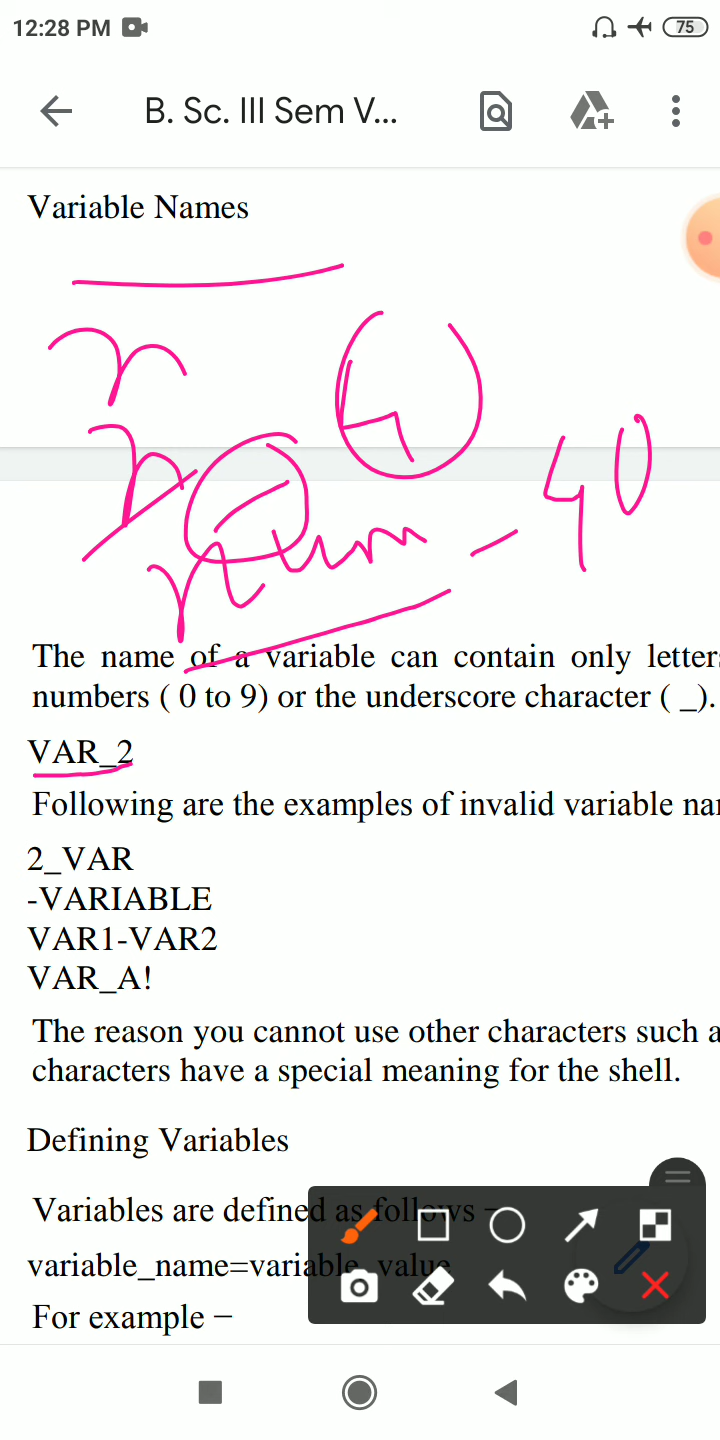 12:28 PM 75
B. Sc. III Sem V...
Variable Names
40
The name of a variable can contain only letter
numbers ( 0 to 9) or the underscore character ( _).
VAR_2
Following are the examples of invalid variable na
2_VAR
-VARIABLE
VAR1-VAR2
VAR_A!
The reason you cannot use other characters such a
characters have a special meaning for the shell.
Defining Variables
Variables are defined as follows −
variable_name=variable_value
For example −